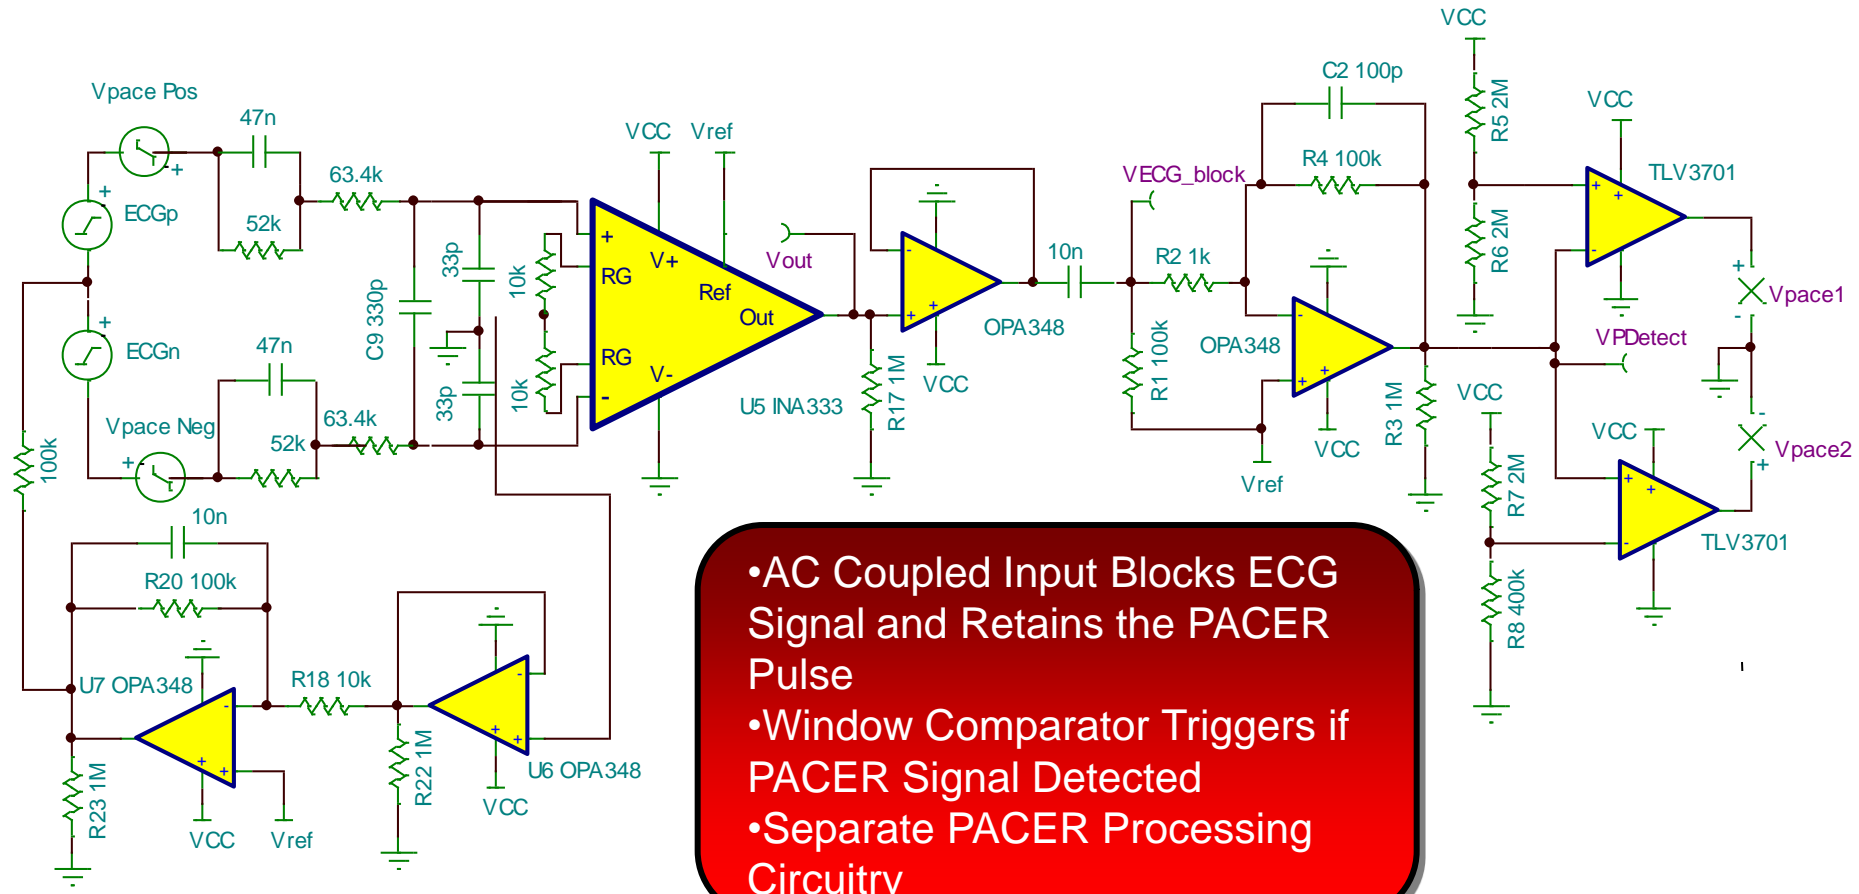 VCC
C2 100p
Vpace Pos
47n
VCC
R5 2M
VCC
Vref
R4 100k
TLV3701
VECG_block
63.4k
+
ECGp
52k
33p
10k
+
RG
V+
Ref
Out
Vout
10n
R2 1k
R6 2M
+
Vpace1
-
C9 330p
ECGn
47n
OPA348
OPA348
VPDetect
RG
V-
-
10k
33p
U5 INA333
R17 1M
VCC
R1 100k
VCC
R3 1M
Vpace Neg
63.4k
52k
100k
VCC
Vpace2
Vref
VCC
R7 2M
10n
TLV3701
R20 100k
R8 400k
U7 OPA348
R18 10k
R22 1M
U6 OPA348
R23 1M
VCC
Vref
VCC
•AC Coupled Input Blocks ECG
Signal and Retains the PACER
Pulse
•Window Comparator Triggers if
PACER Signal Detected
•Separate PACER Processing
Circuitry